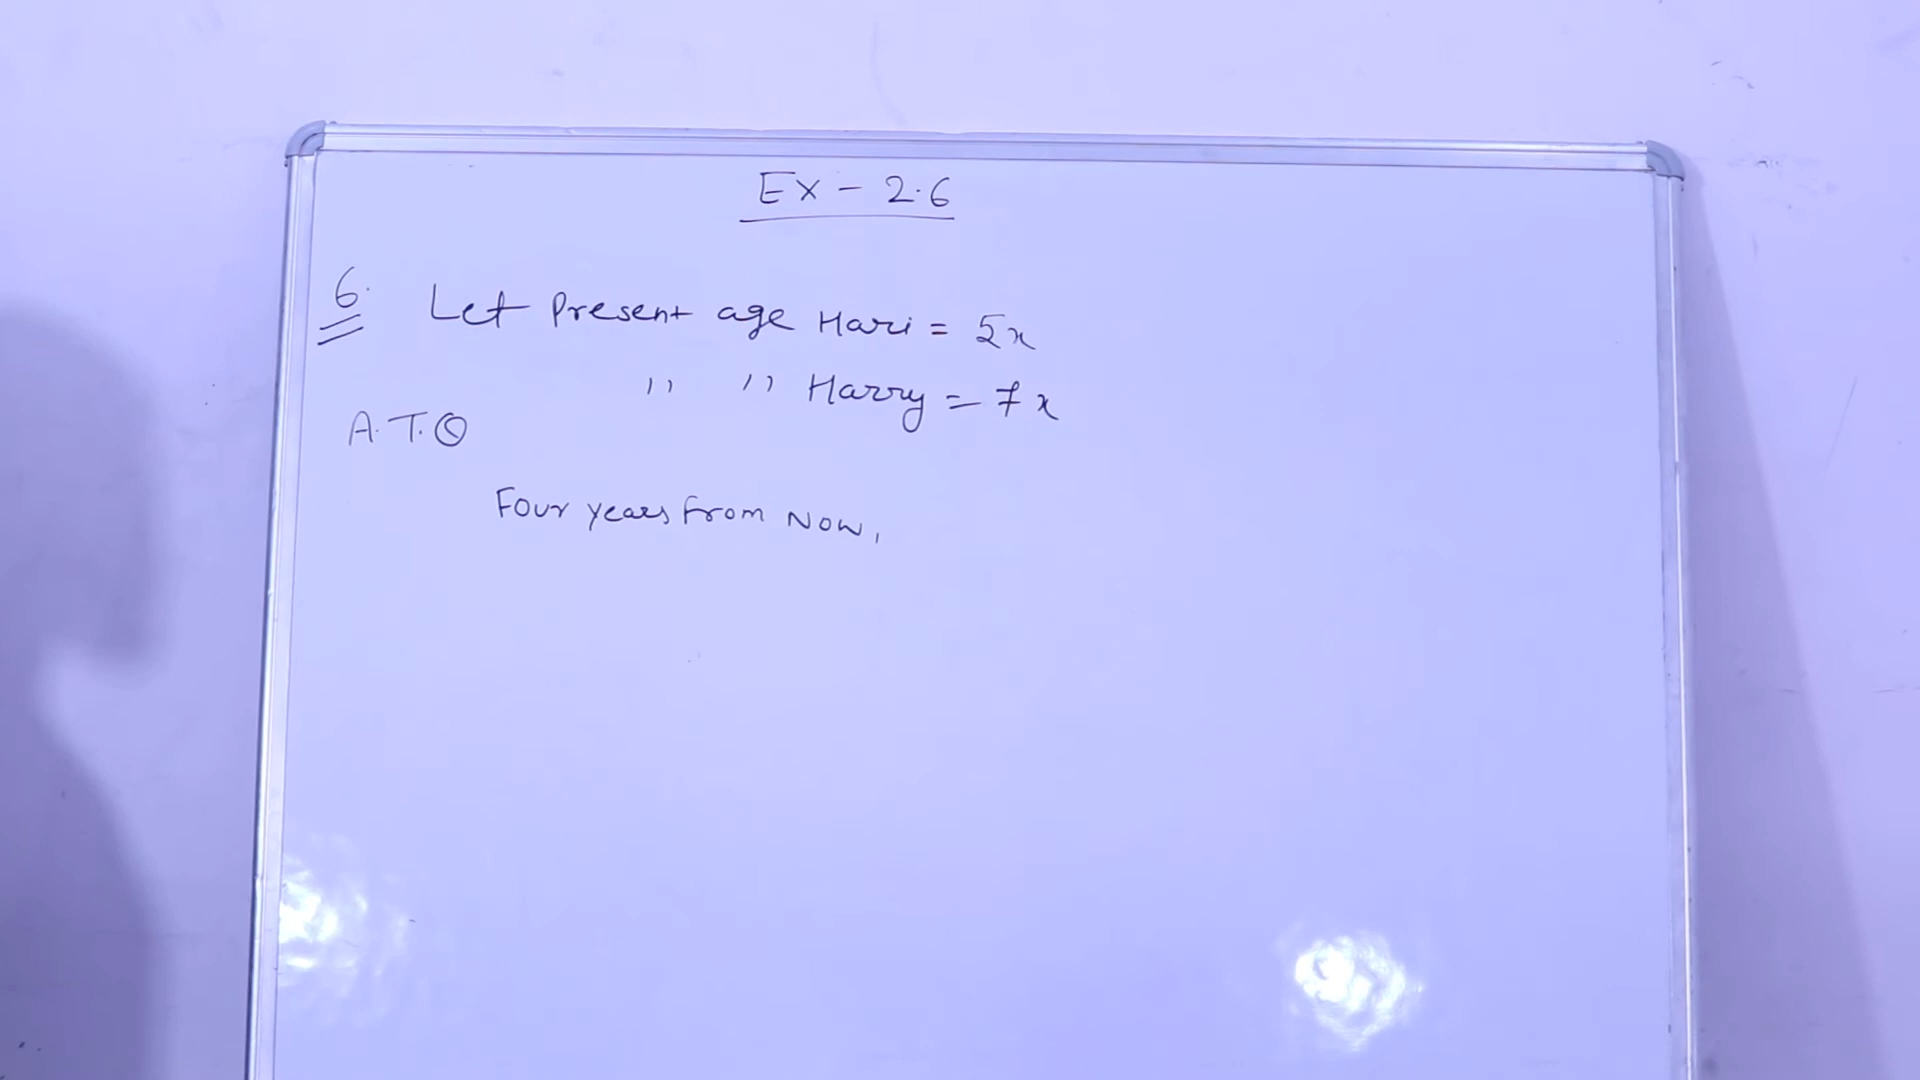 Ex - 2.6
6. Let Present age Hari = 5x
" " Harry = 7x
A.T.Q
Four years from Now,